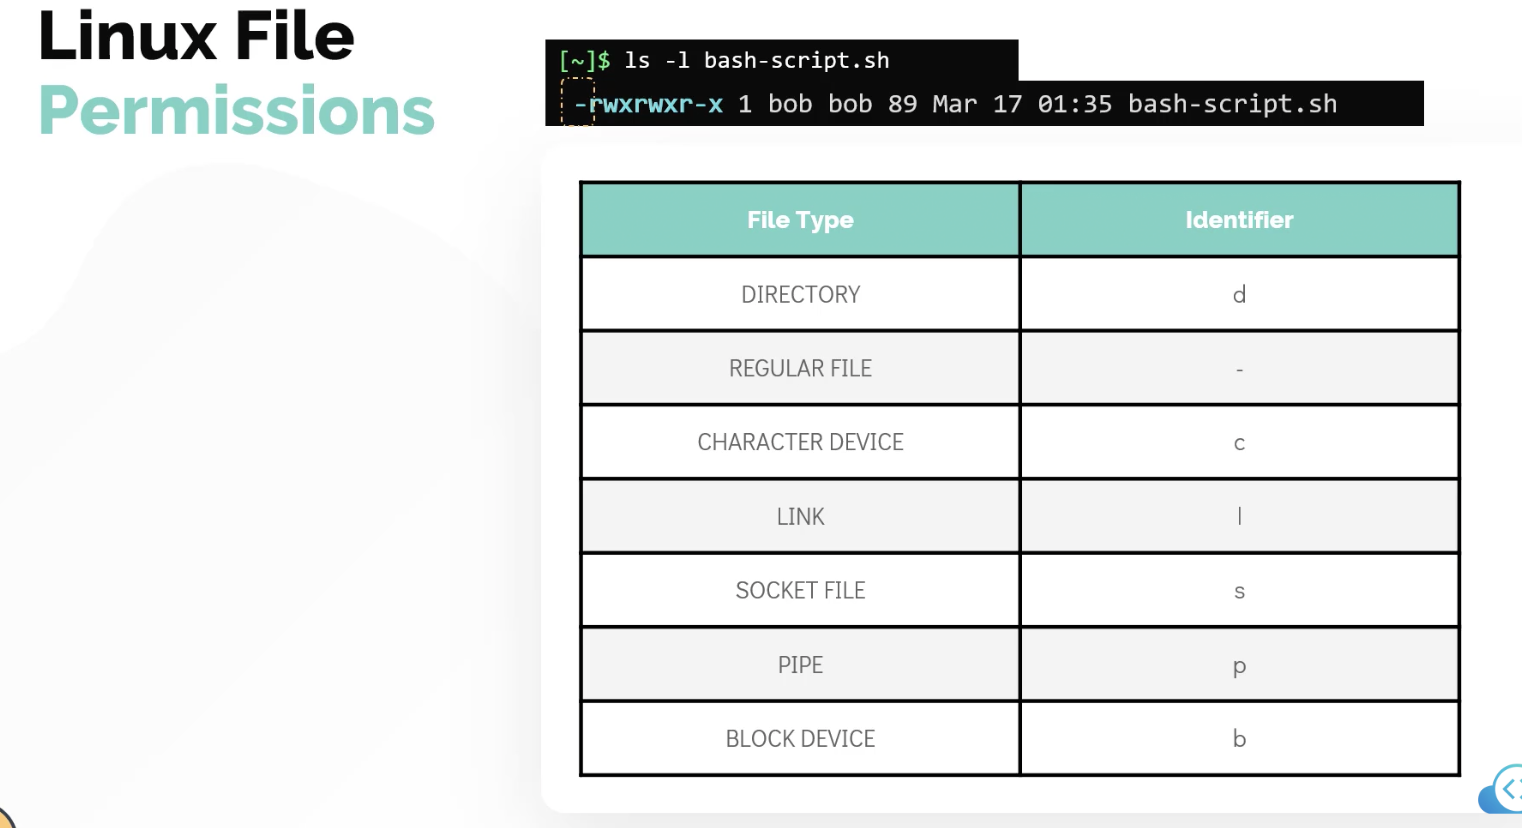 Linux File
Permissions
[~]$ ls -l bash-script.sh
-rwxrwxr-x 1 bob bob 89 Mar 17 01:35 bash-script.sh
File Type Identifier
DIRECTORY d
REGULAR FILE -
CHARACTER DEVICE c
LINK l
SOCKET FILE s
PIPE p
BLOCK DEVICE b